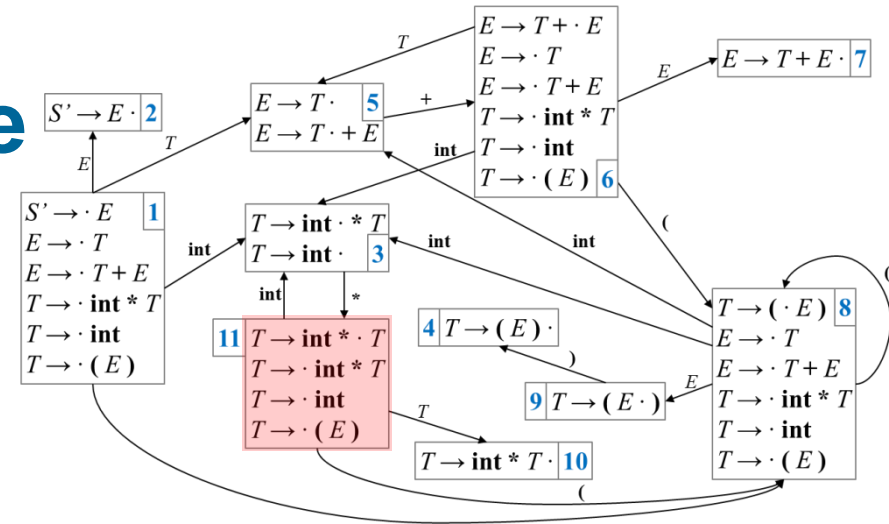 e
S’ → E · 2
E
T
S’ → · E 1
E → · T
E → · T + E
T → · int * T
T → · int
T → · ( E )
int
E → T · 5
E → T · + E
T
+
E → T + · E
E → · T
E → · T + E
T → · int * T
T → · int
T → · ( E ) 6
E
E → T + E · 7
int
T → int · * T
T → int · 3
int
*
int
int
(
11 T → int * · T
T → · int * T
T → · int
T → · ( E )
T
T → int * T · 10
(
4 T → ( E ) ·
)
9 T → ( E · )
E
T → ( · E ) 8
E → · T
E → · T + E
T → · int * T
T → · int
T → · ( E )
(